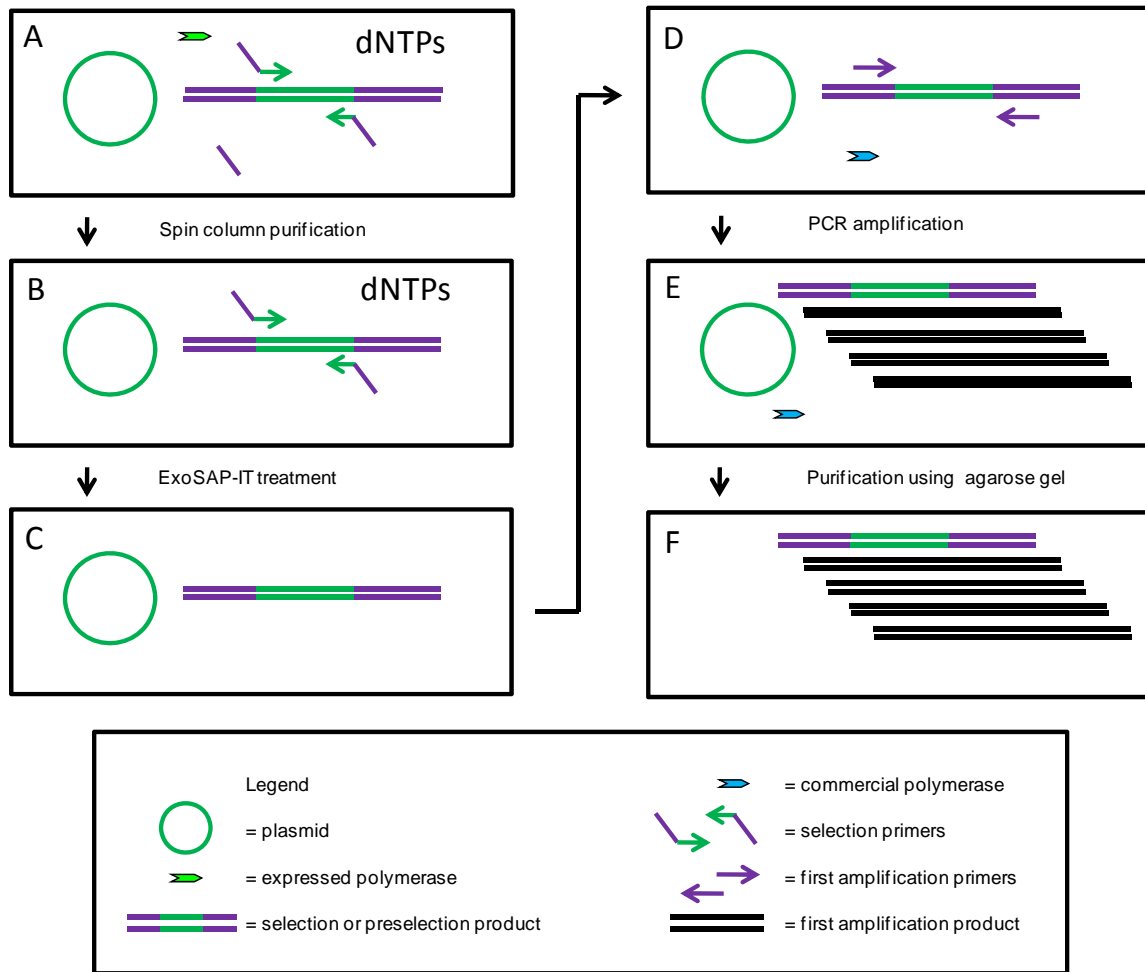 A
dNTPs
Spin column purification
B
dNTPs
ExoSAP-IT treatment
C
D
PCR amplification
E
Purification using agarose gel
F
Legend
= plasmid
= expressed polymerase
= selection or preselection product
= commercial polymerase
= selection primers
= first amplification primers
= first amplification product